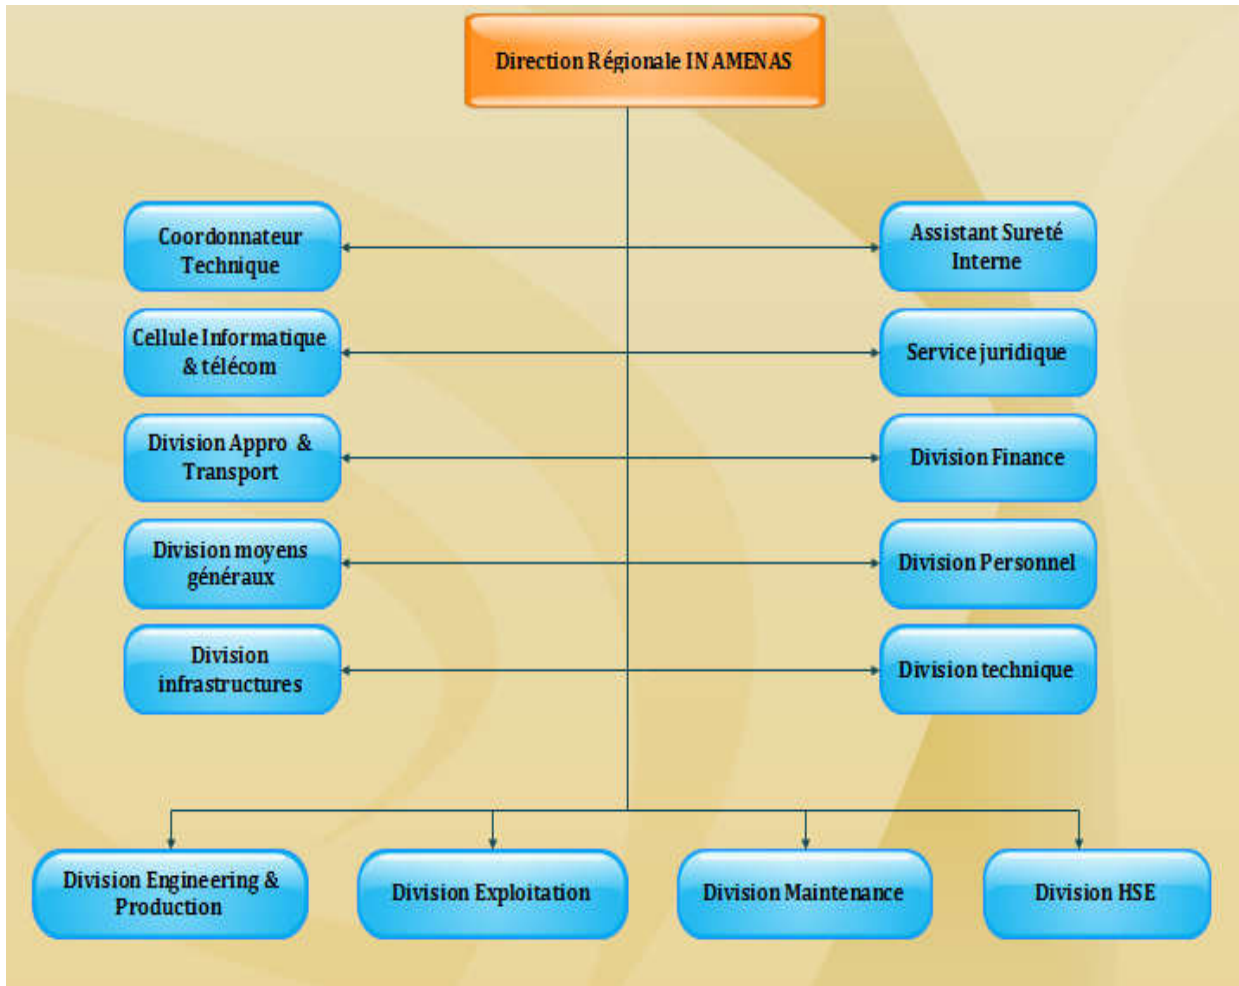 Direction Régionale IN AMENAS
Coordonnateur
Technique
Assistant Sureté
Interne
Cellule Informatique
& télécom
Service juridique
Division Appro &
Transport
Division Finance
Division moyens
généraux
Division Personnel
Division
infrastructures
Division technique
Division Engineering &
Production
Division Exploitation
Division Maintenance
Division HSE